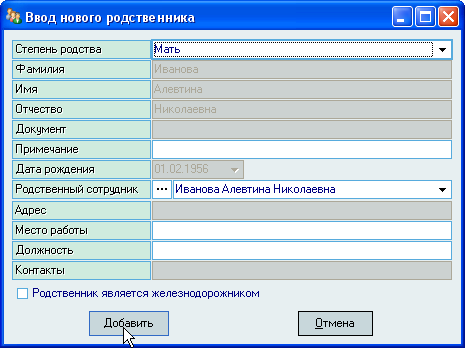 Ввод нового родственника
Степень родства Мать
Фамилия Иванова
Имя Алевтина
Отчество Николаевна
Документ
Примечание
Дата рождения 01.02.1956
Родственный сотрудник ... Иванова Алевтина Николаевна
Адрес
Место работы
Должность
Контакты
Родственник является железнодорожником
Добавить Отмена